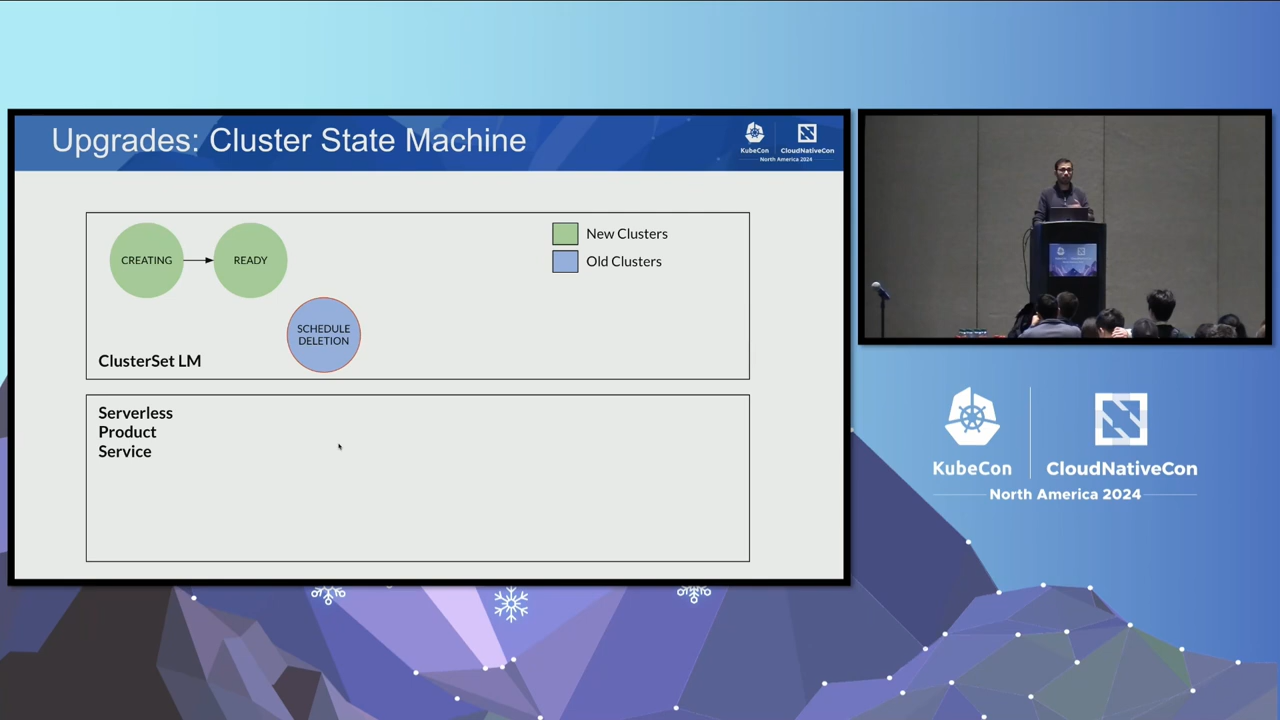 Upgrades: Cluster State Machine
KubeCon
CloudNativeCon
North America 2024
CREATING
READY
New Clusters
Old Clusters
SCHEDULE
DELETION
ClusterSet LM
Serverless
Product
Service
KubeCon
CloudNativeCon
North America 2024